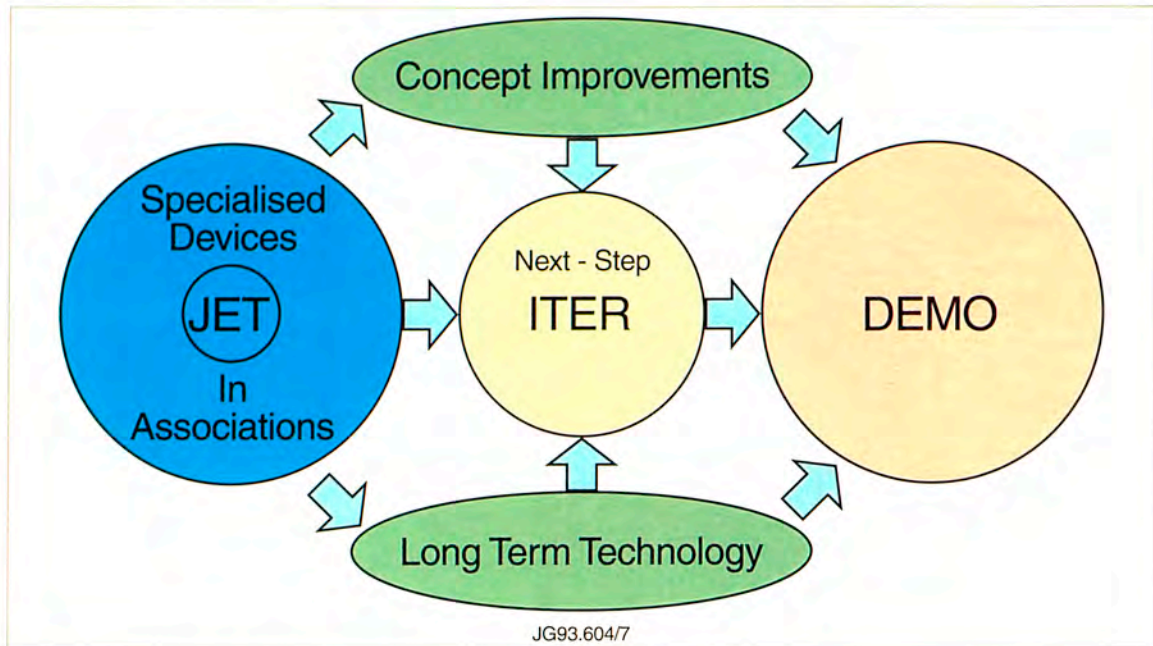 Concept Improvements
Specialised
Devices
JET
In
Associations
Next - Step
ITER
DEMO
Long Term Technology
JG93.604/7